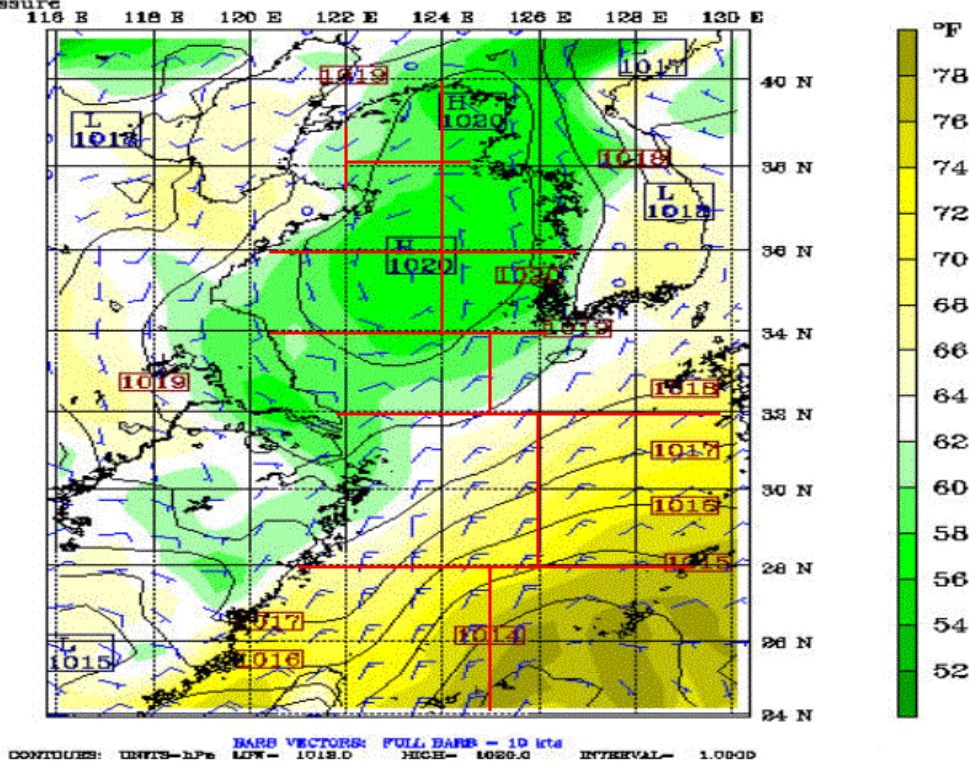 ssure
116 E 118 E 120 E 122 E 124 E 126 E 128 E 130 E
°F
L
1017
1019
40 N
78
H
1020
76
L
1018
38 N
1018
74
L
1018
72
36 N
70
H
1020
1020
68
34 N
1019
66
1019
1018
64
32 N
62
1017
60
30 N
1016
58
1015
28 N
56
1017
54
1014
26 N
L
1015
1016
52
24 N
BARB VECTORS: FULL BARB = 10 kts
CONTOURS: UNITS=hPa LOW= 1013.0 HIGH= 1020.0 INTERVAL= 1.0000